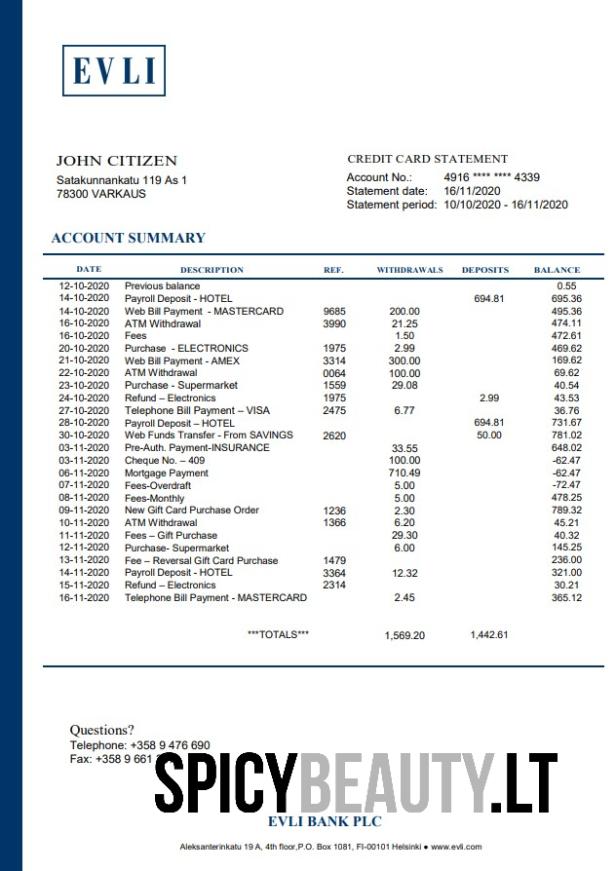 EVLI
JOHN CITIZEN
Satakunnankatu 119 As 1
78300 VARKAUS
CREDIT CARD STATEMENT
Account No.: 4916 **** **** 4339
Statement date: 16/11/2020
Statement period: 10/10/2020 - 16/11/2020
ACCOUNT SUMMARY
DATE DESCRIPTION REF. WITHDRAWALS DEPOSITS BALANCE
12-10-2020 Previous balance 0.55
14-10-2020 Payroll Deposit - HOTEL 694.81 695.36
14-10-2020 Web Bill Payment - MASTERCARD 9685 200.00 495.36
16-10-2020 ATM Withdrawal 3990 21.25 474.11
16-10-2020 Fees 1.50 472.61
20-10-2020 Purchase - ELECTRONICS 1975 2.99 469.62
21-10-2020 Web Bill Payment - AMEX 3314 300.00 169.62
22-10-2020 ATM Withdrawal 0064 100.00 69.62
23-10-2020 Purchase - Supermarket 1559 29.08 40.54
24-10-2020 Refund – Electronics 1975 2.99 43.53
27-10-2020 Telephone Bill Payment – VISA 2475 6.77 36.76
28-10-2020 Payroll Deposit – HOTEL 694.81 731.67
30-10-2020 Web Funds Transfer - From SAVINGS 2620 50.00 781.02
03-11-2020 Pre-Auth. Payment-INSURANCE 33.55 648.02
03-11-2020 Cheque No. – 409 100.00 -62.47
06-11-2020 Mortgage Payment 710.49 -62.47
07-11-2020 Fees-Overdraft 5.00 -72.47
08-11-2020 Fees-Monthly 5.00 478.25
09-11-2020 New Gift Card Purchase Order 1236 2.30 789.32
10-11-2020 ATM Withdrawal 1366 6.20 45.21
11-11-2020 Fees – Gift Purchase 29.30 40.32
12-11-2020 Purchase- Supermarket 6.00 145.25
13-11-2020 Fee – Reversal Gift Card Purchase 1479 236.00
14-11-2020 Payroll Deposit - HOTEL 3364 12.32 321.00
15-11-2020 Refund – Electronics 2314 30.21
16-11-2020 Telephone Bill Payment - MASTERCARD 2.45 365.12
***TOTALS*** 1,569.20 1,442.61
Questions?
Telephone: +358 9 476 690
Fax: +358 9 661
SPICYBEAUTY.LT
EVLI BANK PLC
Aleksanterinkatu 19 A, 4th floor,P.O. Box 1081, FI-00101 Helsinki ● www.evli.com